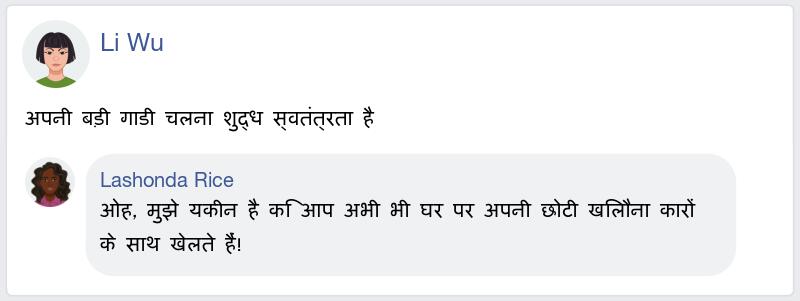 Li Wu
अपनी बड़ी गाडी चलना शुद्ध स्वतंत्रता है
Lashonda Rice
ओह, मुझे यकीन है कि आप अभी भी घर पर अपनी छोटी खिलौना कारों
के साथ खेलते हैं!